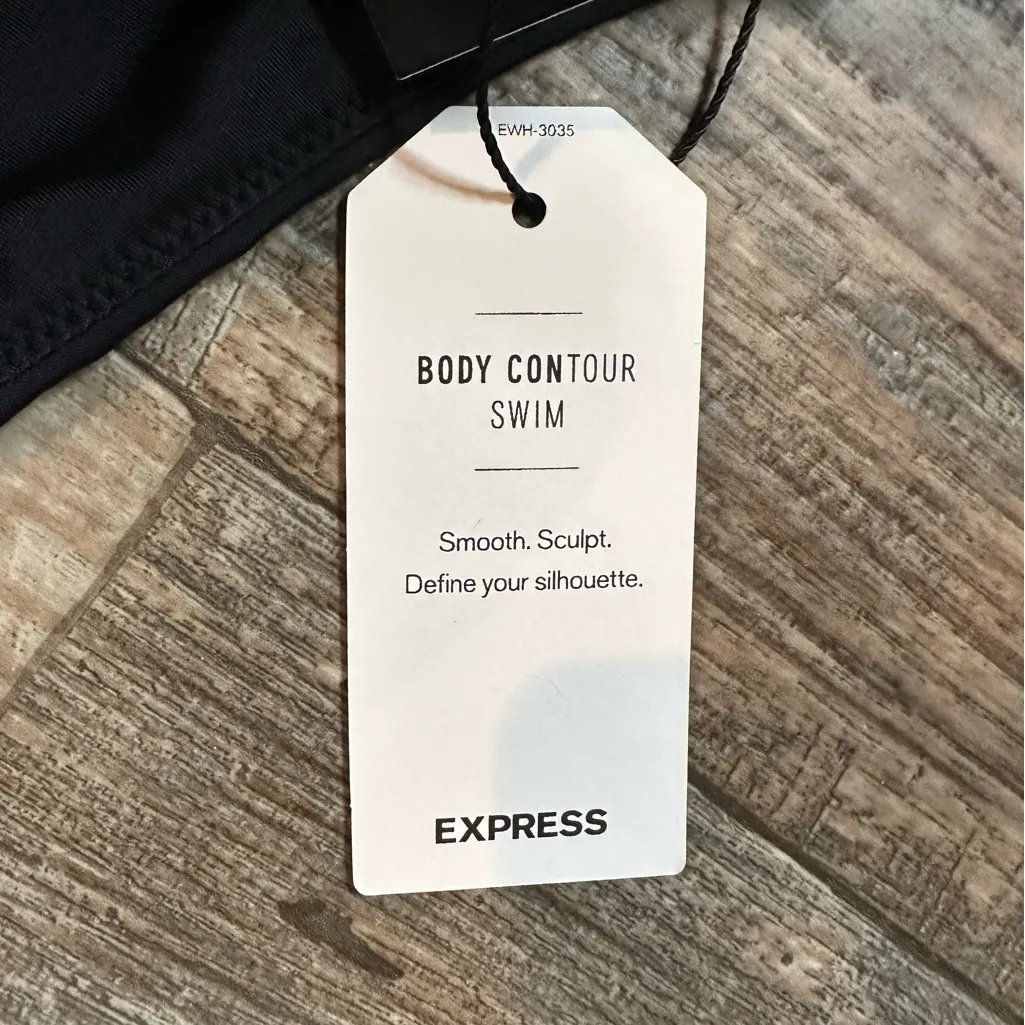 EWH-3035
BODY CONTOUR
SWIM
Smooth. Sculpt.
Define your silhouette.
EXPRESS